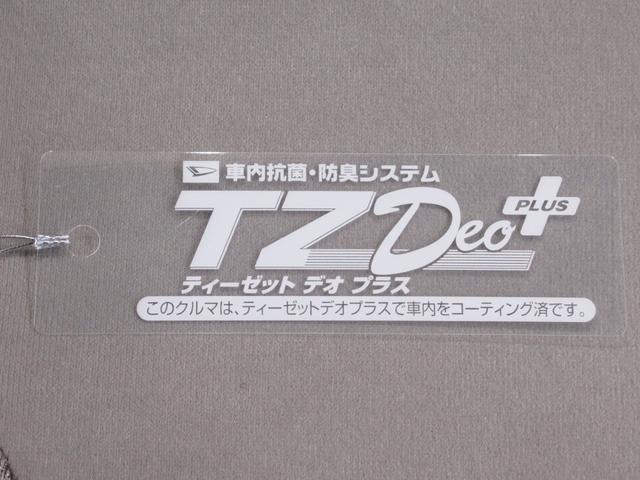 車内抗菌・防臭システム
TZ Deo PLUS
ティーゼット デオ プラス
このクルマは、ティーゼットデオプラスで車内をコーティング済です。